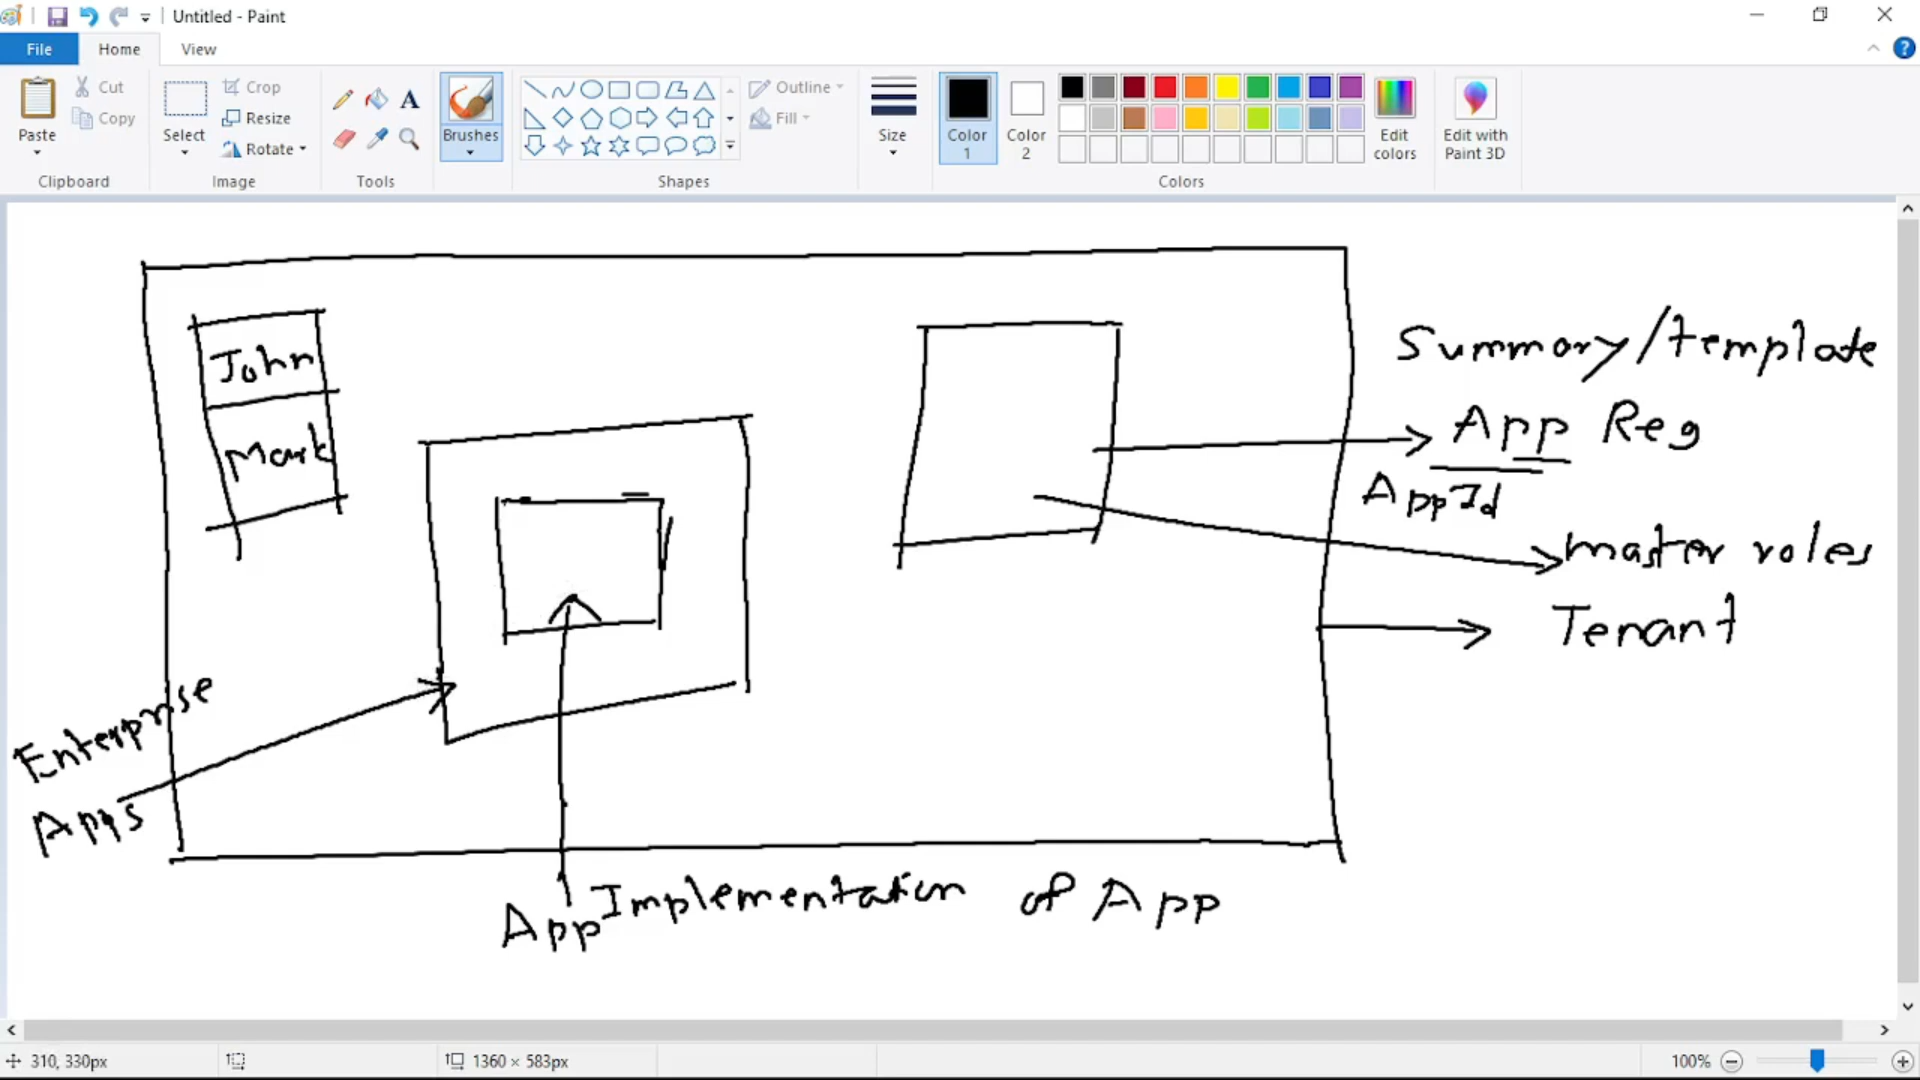 Untitled - Paint
File Home View
Paste Cut Copy Clipboard
Select Crop Resize Rotate Image
A Tools
Brushes
Shapes Outline Fill
Size
Color 1 Color 2 Edit colors Colors
Edit with Paint 3D
John
Mark
Summary/template
App Reg
AppId
master roles
Tenant
Enterprise
Apps
App Implementation of App
310, 330px
1360 × 583px
100%